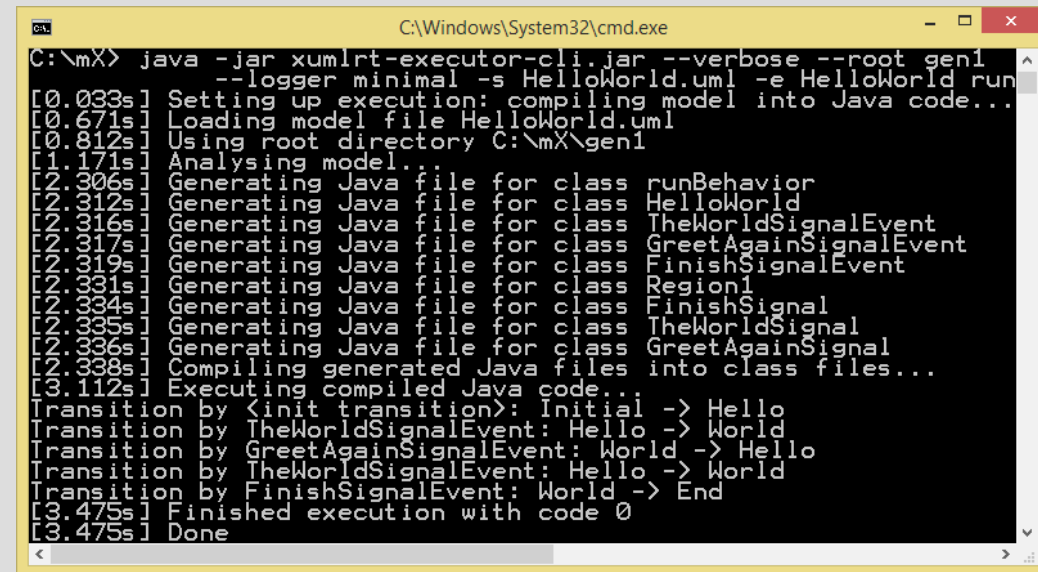 C:\Windows\System32\cmd.exe
C:\mX> java -jar xumlrt-executor-cli.jar --verbose --root gen1
--logger minimal -s HelloWorld.uml -e HelloWorld run
[0.033s] Setting up execution: compiling model into Java code...
[0.671s] Loading model file HelloWorld.uml
[0.812s] Using root directory C:\mX\gen1
[1.171s] Analysing model...
[2.306s] Generating Java file for class runBehavior
[2.312s] Generating Java file for class HelloWorld
[2.316s] Generating Java file for class TheWorldSignalEvent
[2.317s] Generating Java file for class GreetAgainSignalEvent
[2.319s] Generating Java file for class FinishSignalEvent
[2.331s] Generating Java file for class Region1
[2.334s] Generating Java file for class FinishSignal
[2.335s] Generating Java file for class TheWorldSignal
[2.336s] Generating Java file for class GreetAgainSignal
[2.338s] Compiling generated Java files into class files...
[3.112s] Executing compiled Java code...
Transition by <init transition>: Initial -> Hello
Transition by TheWorldSignalEvent: Hello -> World
Transition by GreetAgainSignalEvent: World -> Hello
Transition by TheWorldSignalEvent: Hello -> World
Transition by FinishSignalEvent: World -> End
[3.475s] Finished execution with code 0
[3.475s] Done